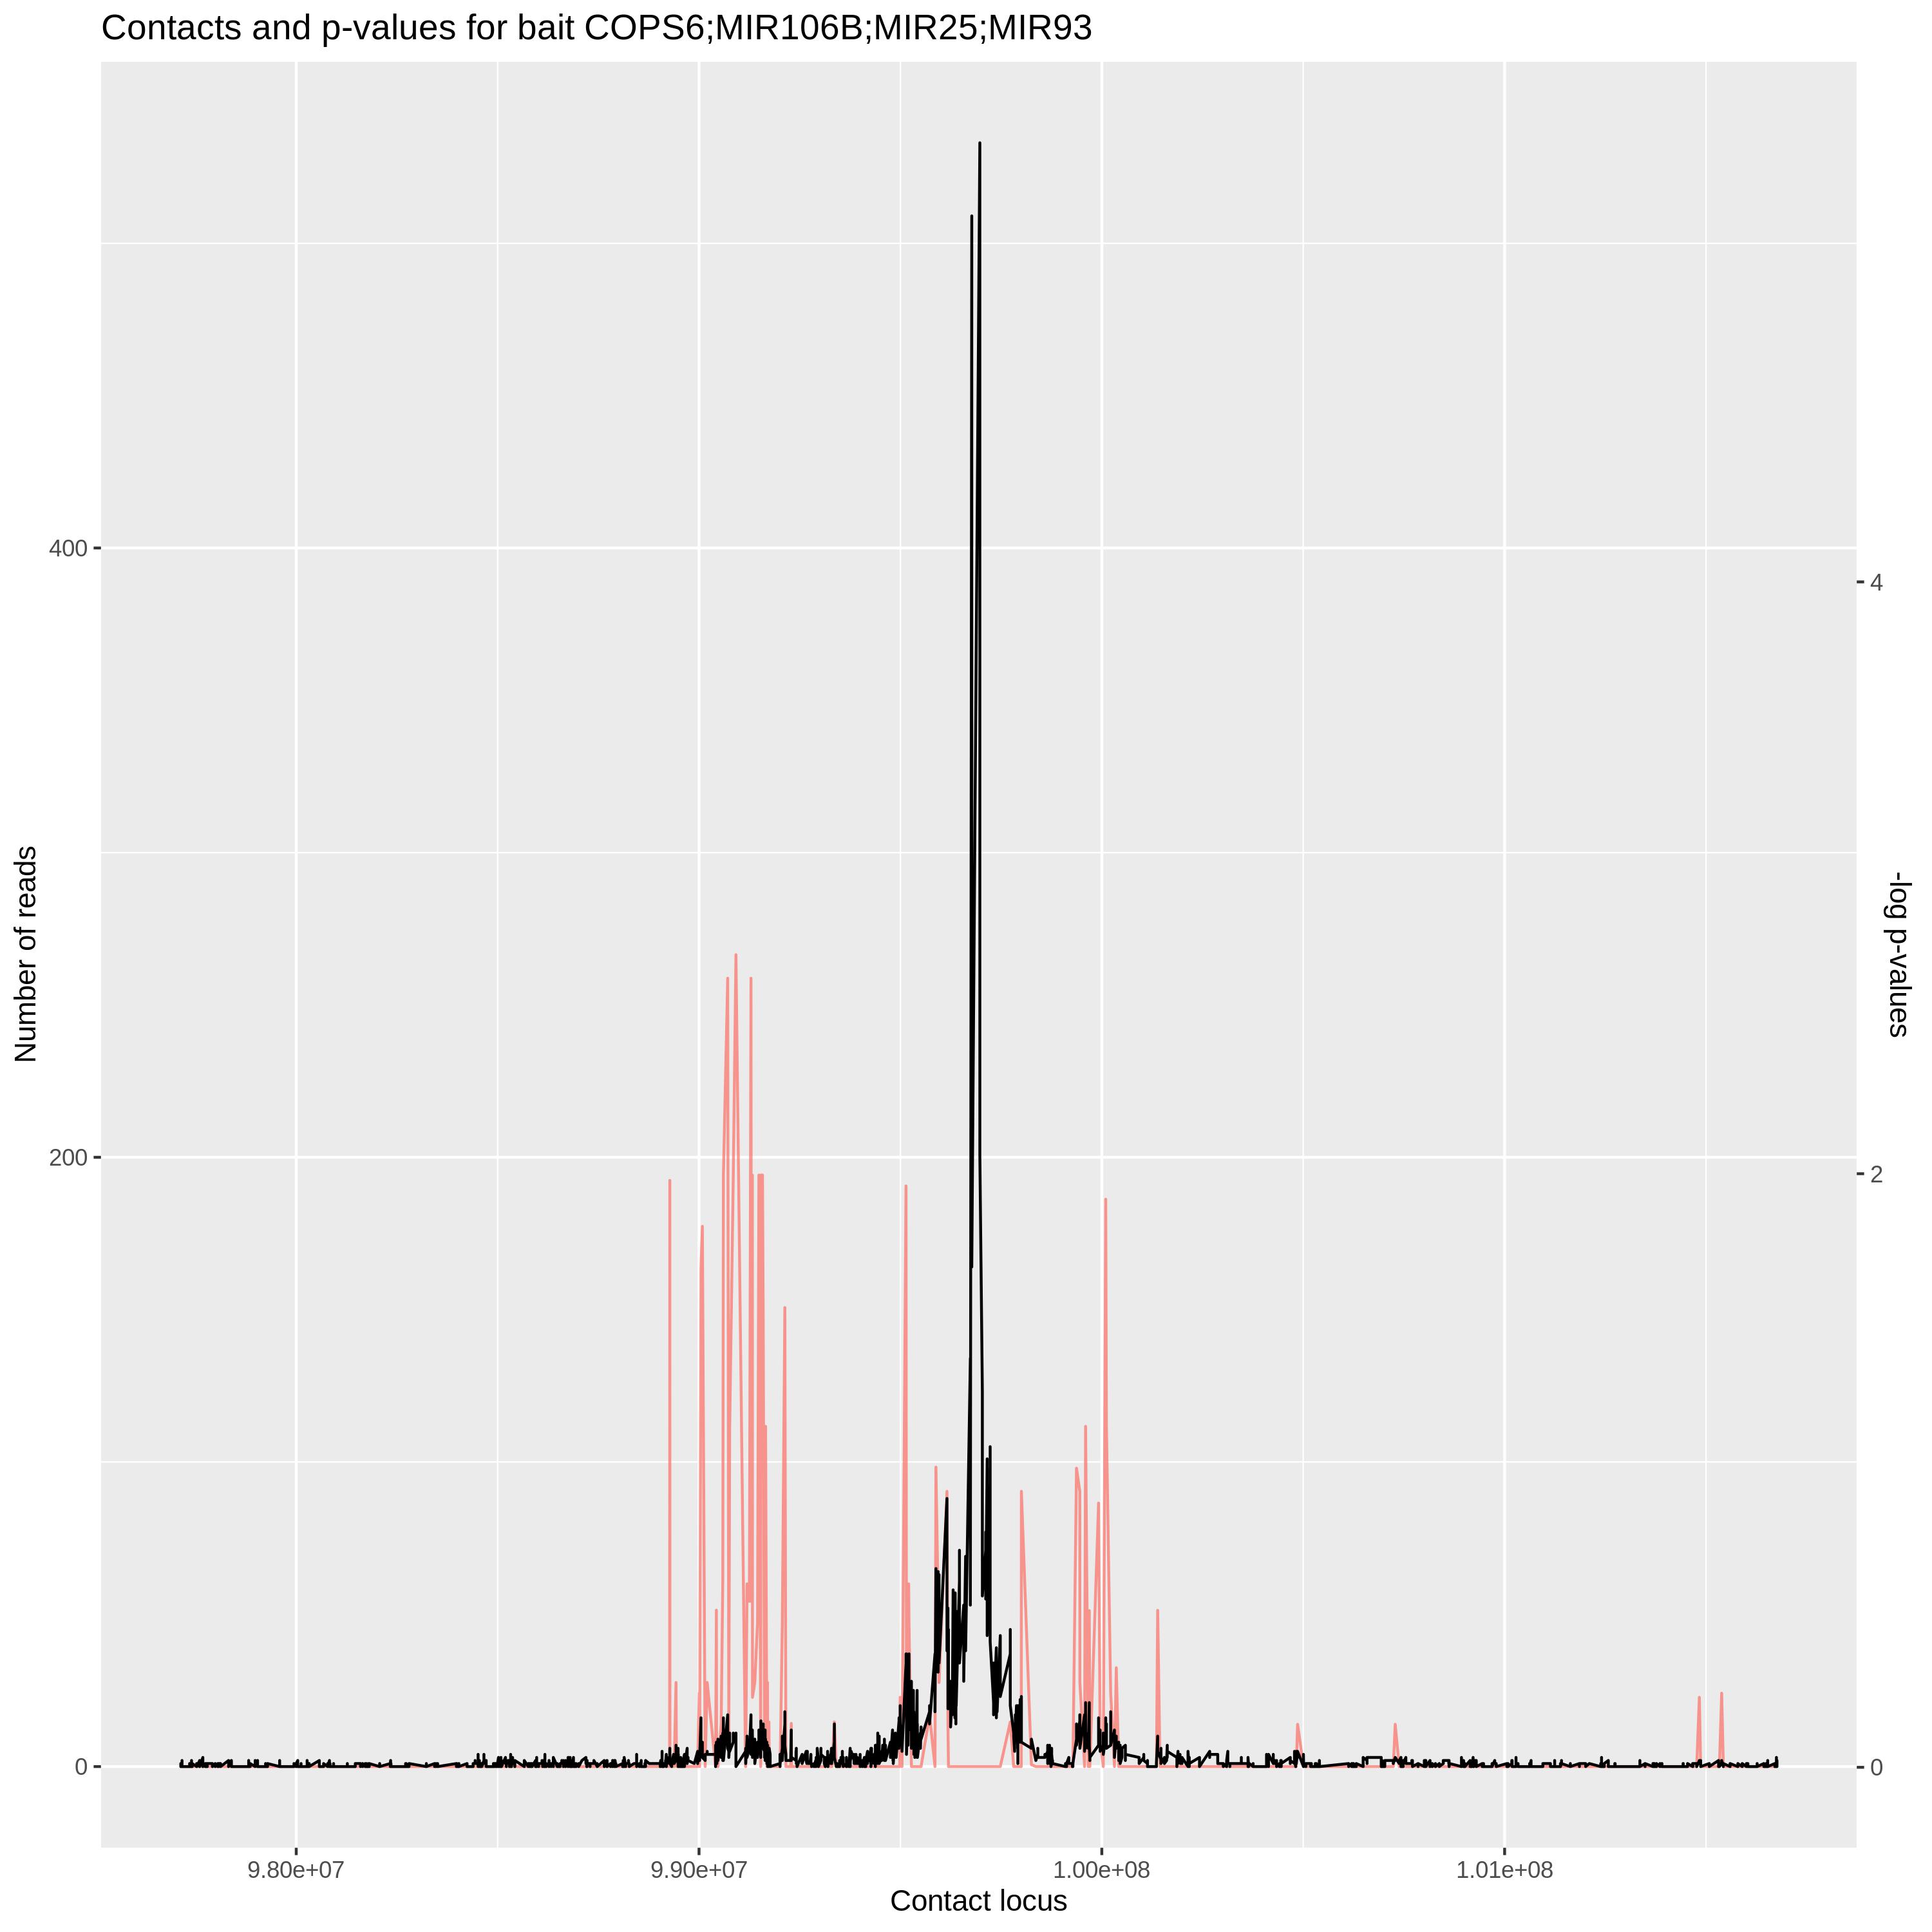 Contacts and p-values for bait COPS6;MIR106B;MIR25;MIR93
Number of reads
400
200
0
4
2
0
-log p-values
9.80e+07
9.90e+07
1.00e+08
1.01e+08
Contact locus